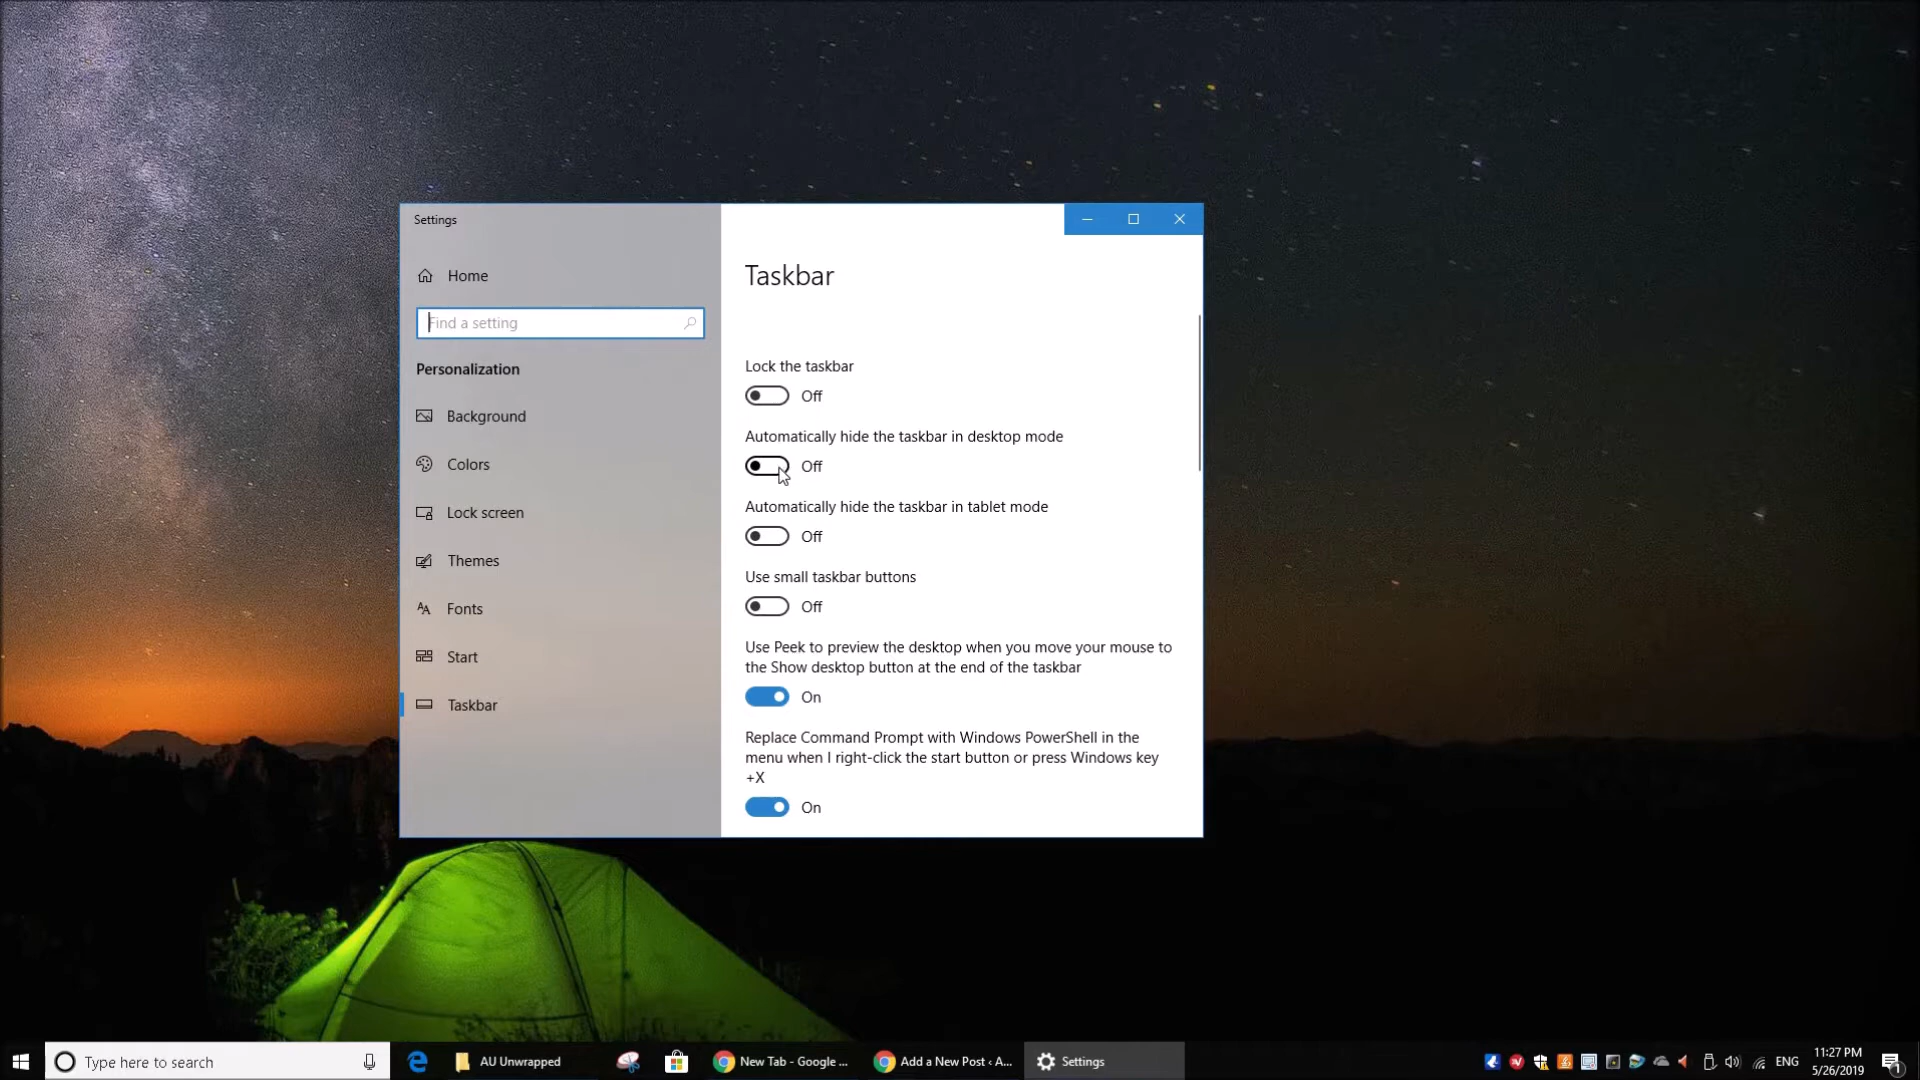 Settings
Home
Find a setting
Personalization
Background
Colors
Lock screen
Themes
Fonts
Start
Taskbar
Taskbar
Lock the taskbar
Off
Automatically hide the taskbar in desktop mode
Off
Automatically hide the taskbar in tablet mode
Off
Use small taskbar buttons
Off
Use Peek to preview the desktop when you move your mouse to
the Show desktop button at the end of the taskbar
On
Replace Command Prompt with Windows PowerShell in the
menu when I right-click the start button or press Windows key
+X
On
Type here to search
AU Unwrapped
New Tab - Google ...
Add a New Post ‹ A...
Settings
ENG
11:27 PM
5/26/2019
1